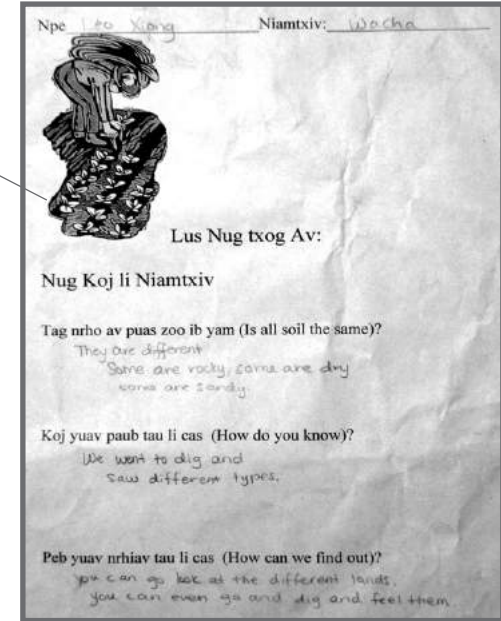 Npe Leo Xiong Niamtxiv: Wacha
Lus Nug txog Av:
Nug Koj li Niamtxiv
Tag nrho av puas zoo ib yam (Is all soil the same)?
They are different
Some are rocky, some are dry
some are sandy.
Koj yuav paub tau li cas (How do you know)?
We went to dig and
saw different types.
Peb yuav nrhiav tau li cas (How can we find out)?
you can go look at the different lands.
you can even go and dig and feel them